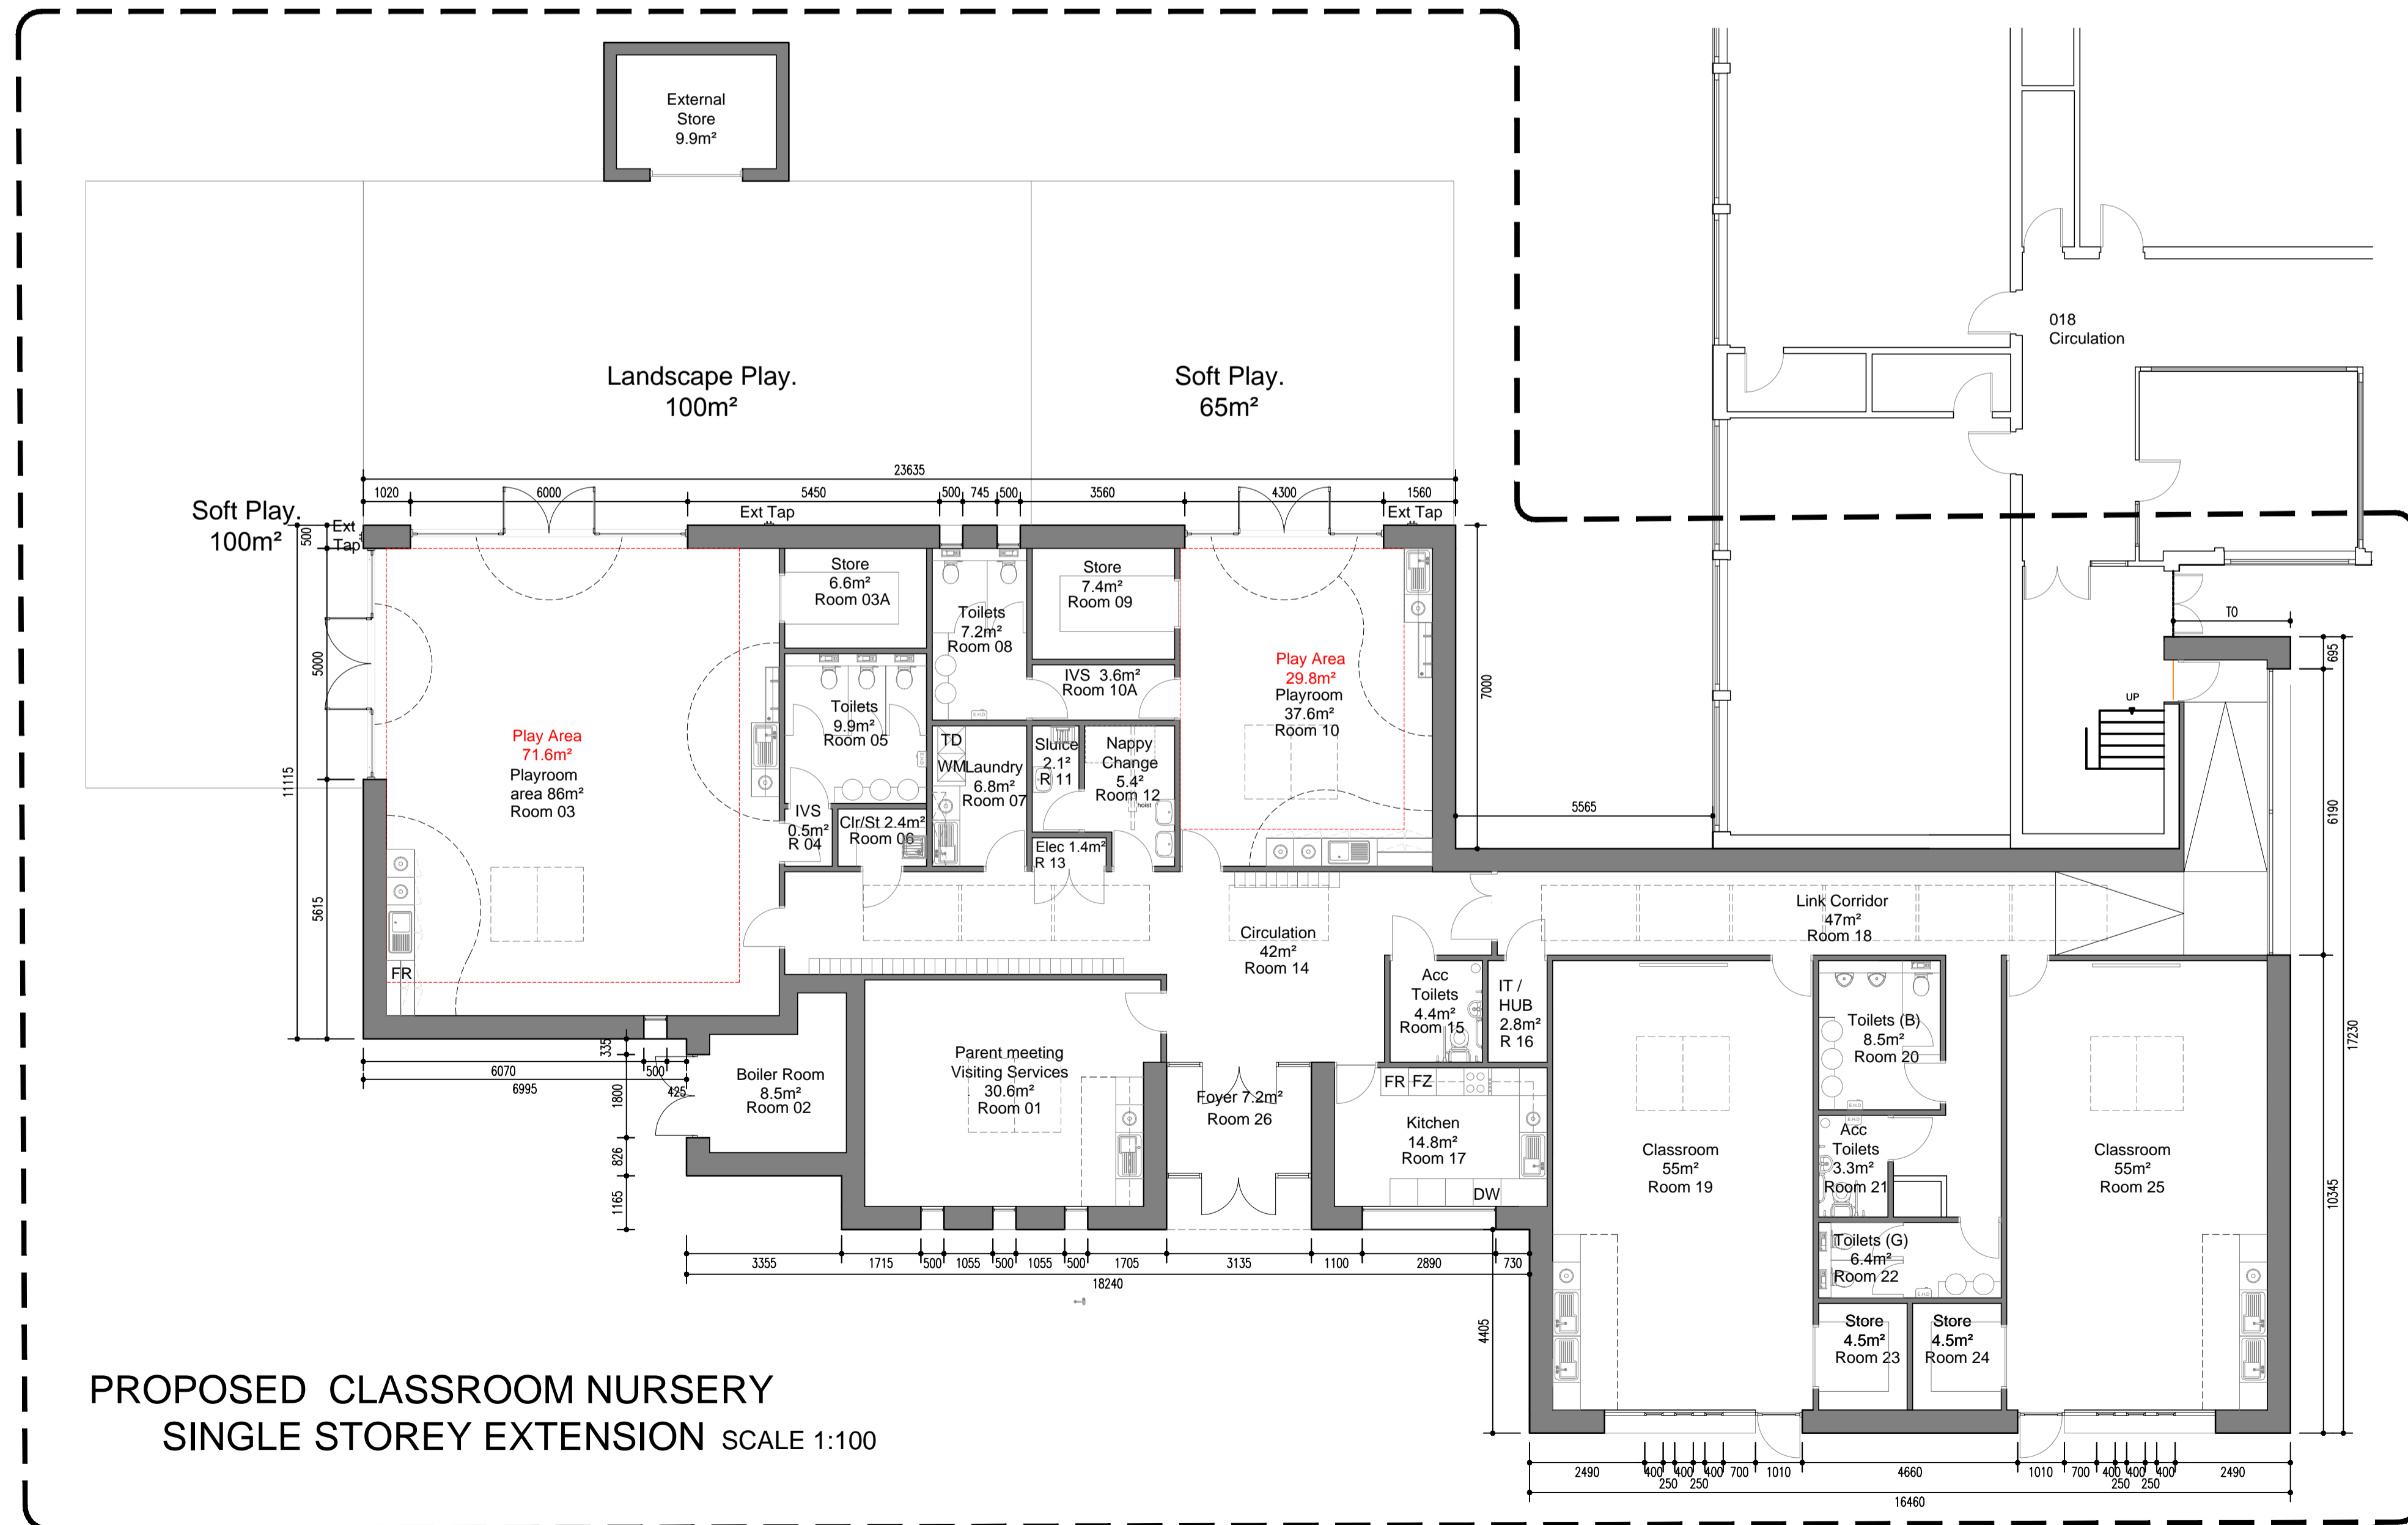 External
Store
9.9m²
018
Circulation
Landscape Play.
100m²
Soft Play.
65m²
Soft Play.
100m²
23635
1020
6000
5450
500
745
500
3560
4300
1560
Ext Tap
Ext Tap
Ext
Tap
500
5000
11115
5615
7000
5565
TO
695
6190
17230
10345
UP
Store
6.6m²
Room 03A
Toilets
7.2m²
Room 08
Store
7.4m²
Room 09
IVS 3.6m²
Room 10A
Play Area
29.8m²
Playroom
37.6m²
Room 10
Play Area
71.6m²
Playroom
area 86m²
Room 03
Toilets
9.9m²
Room 05
TD
WM
Laundry
6.8m²
Room 07
Sluice
2.1²
R 11
Nappy
Change
5.4²
Room 12
hoist
IVS
0.5m²
R 04
Clr/St 2.4m²
Room 06
Elec 1.4m²
R 13
FR
Circulation
42m²
Room 14
Link Corridor
47m²
Room 18
Acc
Toilets
4.4m²
Room 15
IT /
HUB
2.8m²
R 16
Boiler Room
8.5m²
Room 02
Parent meeting
Visiting Services
30.6m²
Room 01
Foyer 7.2m²
Room 26
FR FZ
Kitchen
14.8m²
Room 17
DW
Classroom
55m²
Room 19
Toilets (B)
8.5m²
Room 20
E.H.D
E.H.D
E.H.D
E.H.D
E.H.D
Acc
Toilets
3.3m²
Room 21
Toilets (G)
6.4m²
Room 22
Store
4.5m²
Room 23
Store
4.5m²
Room 24
Classroom
55m²
Room 25
6070
500
425
6995
335
1800
826
1165
3355
1715
500
1055
500
1055
500
1705
3135
1100
2890
730
18240
4405
2490
400
250
400
250
400
700
1010
4660
1010
700
400
250
400
250
400
2490
16460
PROPOSED CLASSROOM NURSERY
SINGLE STOREY EXTENSION SCALE 1:100